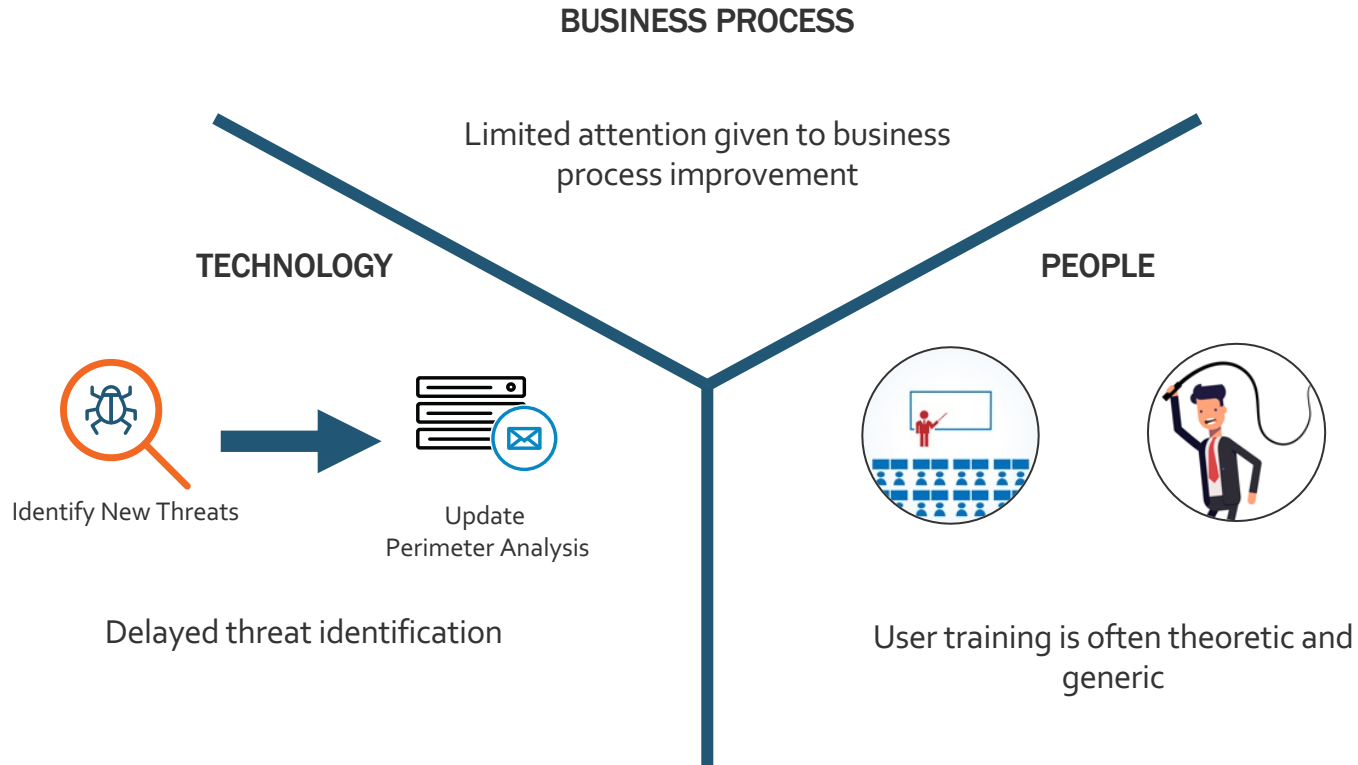 BUSINESS PROCESS
Limited attention given to business
process improvement
TECHNOLOGY
Identify New Threats
Update
Perimeter Analysis
Delayed threat identification
PEOPLE
User training is often theoretic and
generic